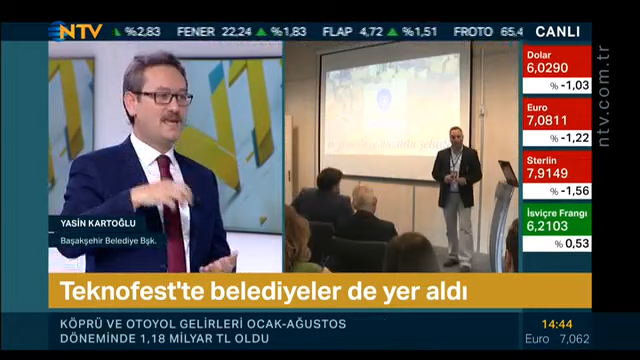 NTV
%2,83 FENER 22,24 %1,83 FLAP 4,72 %1,51 FROTO 65.4
CANLI
Dolar
6,0290
% -1,03
Euro
7,0811
% -1,22
Sterlin
7,9149
% -1,56
İsviçre Frangı
6,2103
% 0,53
ntv.com.tr
YASİN KARTOĞLU
Başakşehir Belediye Bşk.
Teknofest'te belediyeler de yer aldı
KÖPRÜ VE OTOYOL GELİRLERİ OCAK-AĞUSTOS
DÖNEMİNDE 1,18 MİLYAR TL OLDU
14:44
Euro 7,062